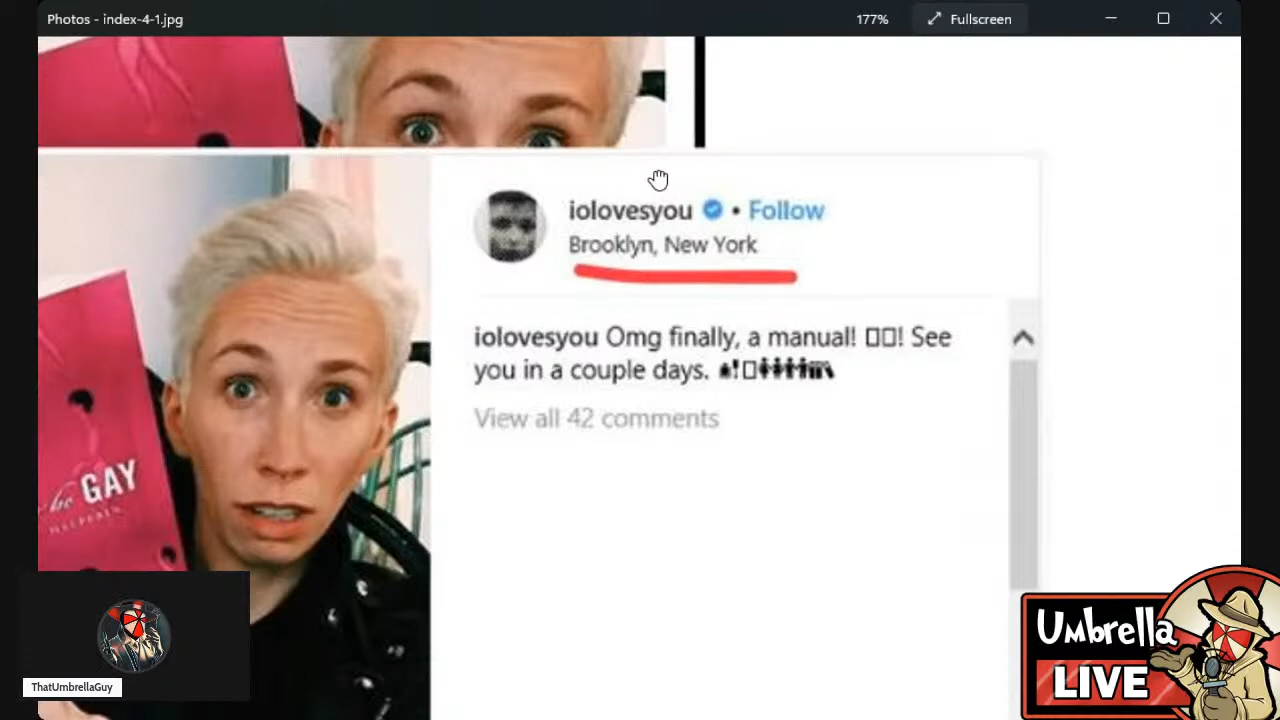 Photos - index-4-1.jpg
177%
Fullscreen
iolovesyou • Follow
Brooklyn, New York
iolovesyou Omg finally, a manual! ! See
you in a couple days.
View all 42 comments
GAY
ThatUmbrellaGuy
Umbrella
LIVE